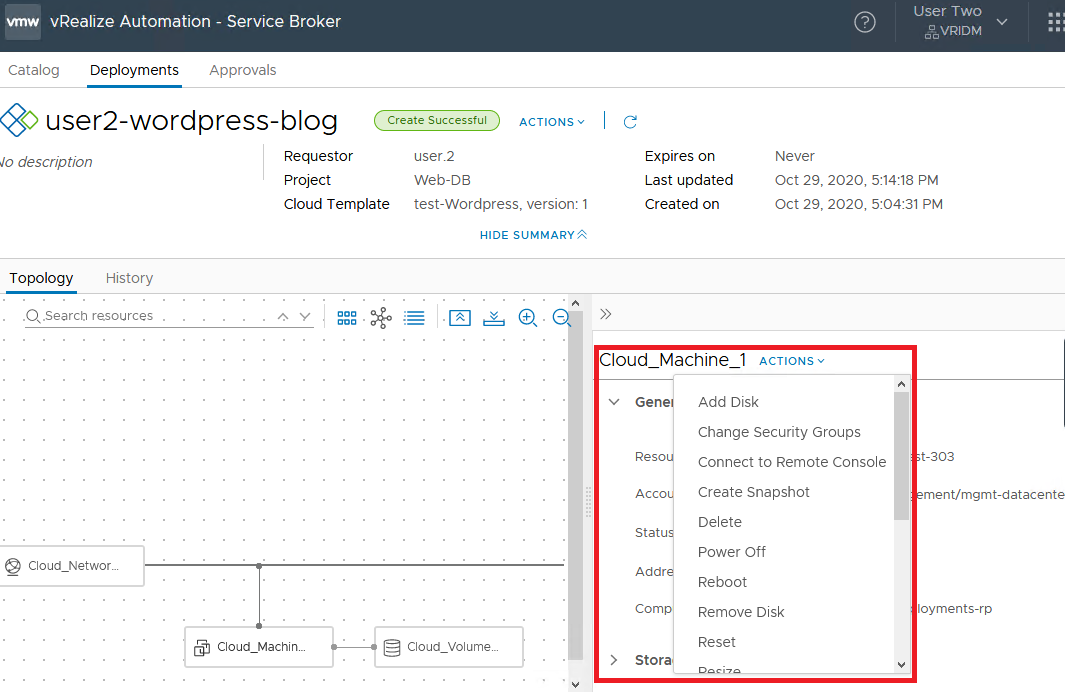 vmw vRealize Automation - Service Broker
User Two
VRIDM
Catalog Deployments Approvals
user2-wordpress-blog Create Successful ACTIONS
No description
Requestor user.2 Expires on Never
Project Web-DB Last updated Oct 29, 2020, 5:14:18 PM
Cloud Template test-Wordpress, version: 1 Created on Oct 29, 2020, 5:04:31 PM
HIDE SUMMARY
Topology History
Search resources
Cloud_Networ...
Cloud_Machin...
Cloud_Volume...
Cloud_Machine_1 ACTIONS
Gener
Resou st-303
Accou ement/mgmt-datacente
Status
Addre
Comp loyments-rp
Stora
Add Disk
Change Security Groups
Connect to Remote Console
Create Snapshot
Delete
Power Off
Reboot
Remove Disk
Reset
Resize